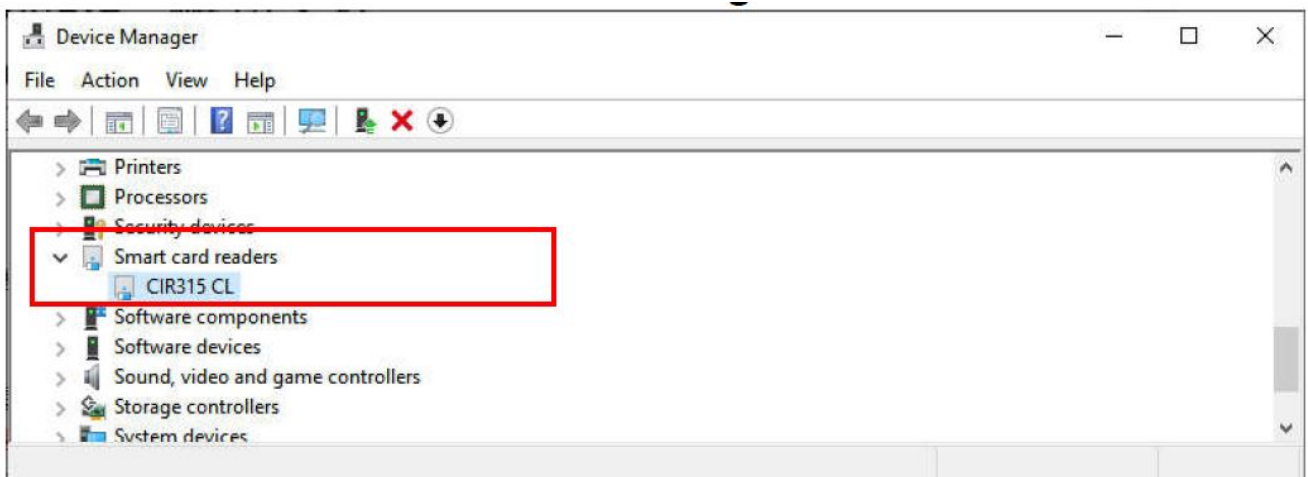 Device Manager
File Action View Help
Printers
Processors
Security devices
Smart card readers
CIR315 CL
Software components
Software devices
Sound, video and game controllers
Storage controllers
System devices